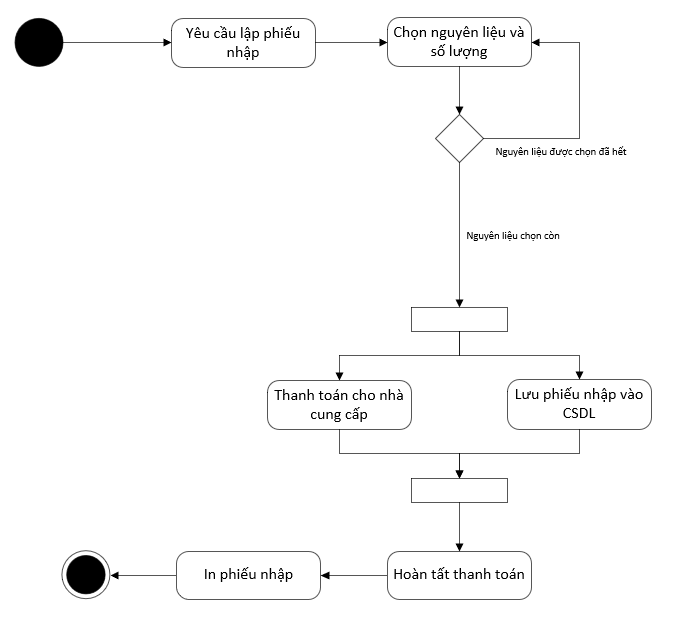 Yêu cầu lập phiếu
nhập
Chọn nguyên liệu và
số lượng
Nguyên liệu được chọn đã hết
Nguyên liệu chọn còn
Thanh toán cho nhà
cung cấp
Lưu phiếu nhập vào
CSDL
In phiếu nhập
Hoàn tất thanh toán